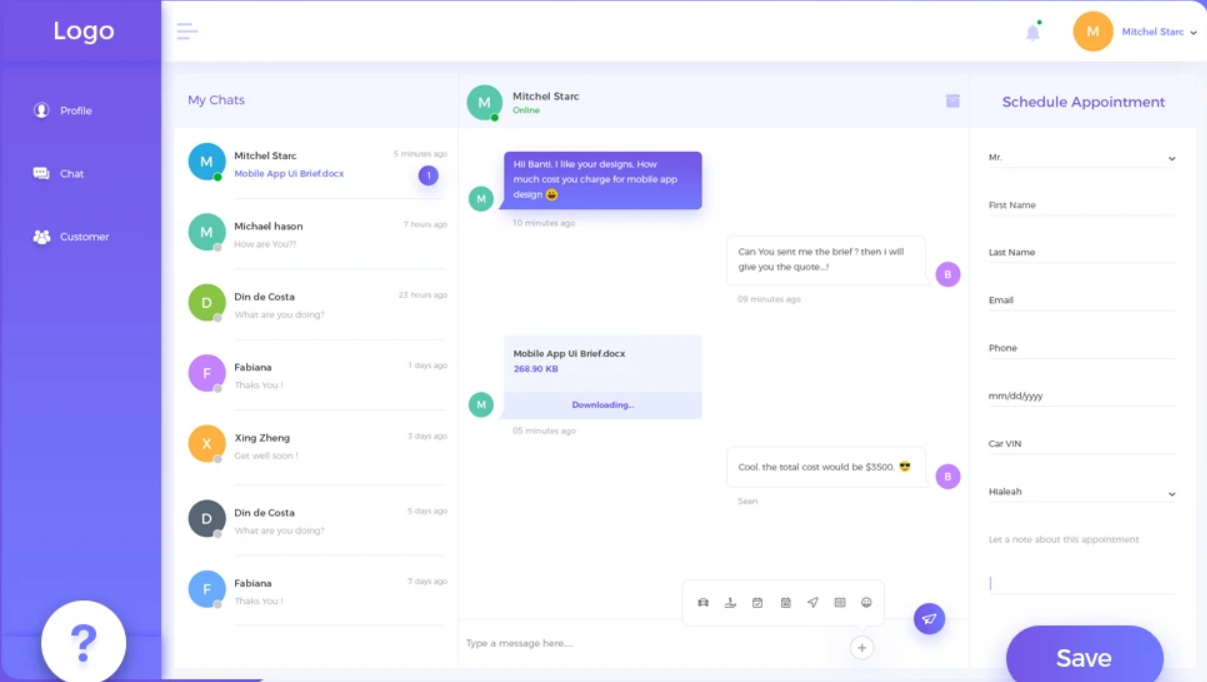 Logo
M
Mitchel Starc
Profile
Chat
Customer
?
My Chats
M
Mitchel Starc
5 minutes ago
Mobile App Ui Brief.docx
1
M
Michael hason
7 hours ago
How are You??
D
Din de Costa
23 hours ago
What are you doing?
F
Fabiana
1 days ago
Thaks You !
X
Xing Zheng
3 days ago
Get well soon !
D
Din de Costa
5 days ago
What are you doing?
F
Fabiana
7 days ago
Thaks You !
M
Mitchel Starc
Online
HII Banti, I like your designs. How
much cost you charge for mobile app
design 😀
M
10 minutes ago
Can You sent me the brief ? then I will
give you the quote...!
B
09 minutes ago
Mobile App Ui Brief.docx
268.90 KB
Downloading...
M
05 minutes ago
Cool. the total cost would be $3500. 😎
B
Seen
Type a message here....
+
Schedule Appointment
Mr.
First Name
Last Name
Email
Phone
mm/dd/yyyy
Car VIN
Hialeah
Let a note about this appointment
Save